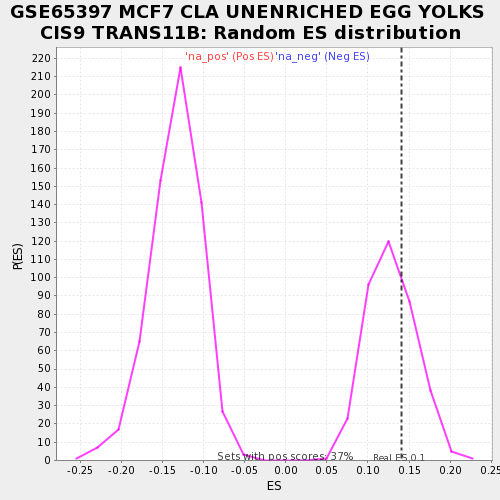 GSE65397 MCF7 CLA UNENRICHED EGG YOLKS
CIS9 TRANS11B: Random ES distribution
'na_pos' (Pos ES) 'na_neg' (Neg ES)
220
210
200
190
180
170
160
150
140
130
120
110
100
90
80
70
60
50
40
30
20
10
0
P(ES)
Sets with pos scores: 37%
Real ES 0.1
-0.25 -0.20 -0.15 -0.10 -0.05 0.00 0.05 0.10 0.15 0.20 0.25
ES